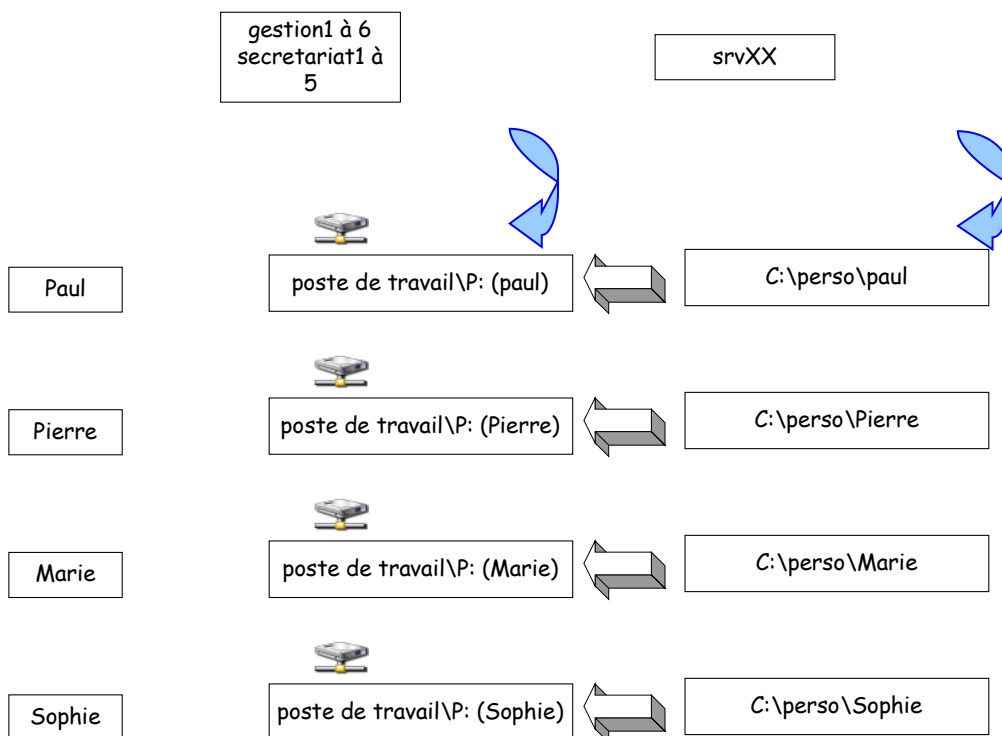 gestion1 à 6
secretariat1 à
5
srvXX
Paul
poste de travail\P: (paul)
C:\perso\paul
Pierre
poste de travail\P: (Pierre)
C:\perso\Pierre
Marie
poste de travail\P: (Marie)
C:\perso\Marie
Sophie
poste de travail\P: (Sophie)
C:\perso\Sophie